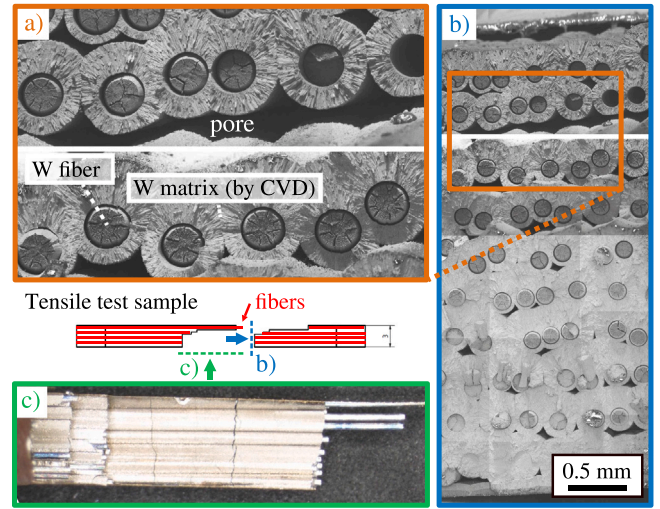 a)
pore
W fiber
W matrix (by CVD)
b)
Tensile test sample
fibers
3
c)
b)
c)
0.5 mm